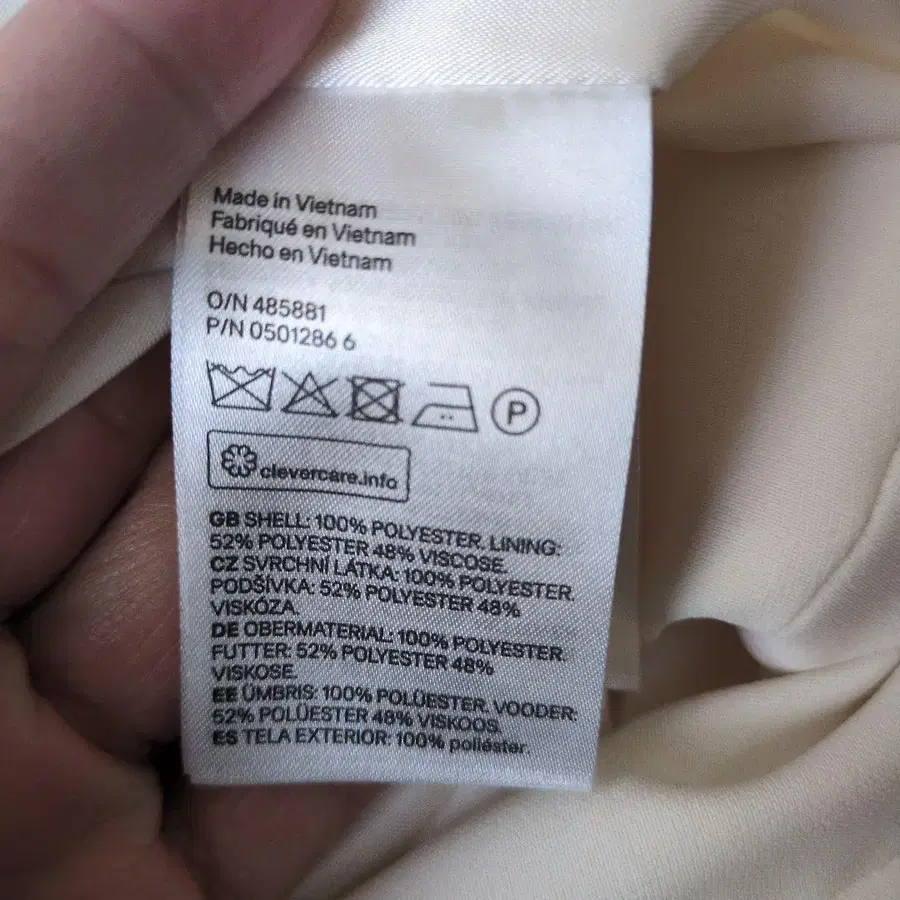 Made in Vietnam
Fabriqué en Vietnam
Hecho en Vietnam
O/N 485881
P/N 0501286 6
P
clevercare.info
GB SHELL: 100% POLYESTER. LINING:
52% POLYESTER 48% VISCOSE.
CZ SVRCHNÍ LÁTKA: 100% POLYESTER.
PODŠÍVKA: 52% POLYESTER 48%
VISKÓZA.
DE OBERMATERIAL: 100% POLYESTER.
FUTTER: 52% POLYESTER 48%
VISKOSE.
EE ÜMBRIS: 100% POLÜESTER. VOODER:
52% POLÜESTER 48% VISKOOS.
ES TELA EXTERIOR: 100% poliéster.